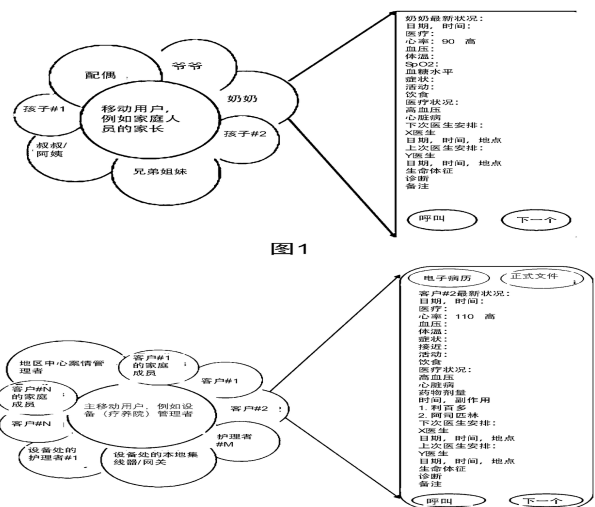 配偶
爷爷
孩子#1
移动用户，
例如家庭人
员的家长
奶奶
孩子#2
叔叔/
阿姨
兄弟姐妹
奶奶最新状况：
日期，时间：
医疗：
心率：90 高
血压：
体温：
SpO2：
血糖水平
症状：
活动：
饮食
医疗状况：
高血压
心脏病
下次医生安排：
X医生
日期，时间，地点
上次医生安排：
Y医生
日期，时间，地点
生命体征
诊断
备注
呼叫
下一个
图1
地区中心案情管
理者
客户#1
的家庭
成员
客户#1
客户#N
的家庭
成员
主移动用户，例如设
备（疗养院）管理者
客户#2
客户#N
护理者
#M
设备处的
护理者#1
设备处的本地集
线器/网关
电子病历
正式文件
客户#2最新状况：
日期，时间：
医疗：
心率：110 高
血压：
体温：
症状：
接近：
活动：
饮食
医疗状况：
高血压
心脏病
药物剂量
时间，副作用
1. 利百多
2. 阿司匹林
下次医生安排：
X医生
日期，时间，地点
上次医生安排：
Y医生
日期，时间，地点
生命体征
诊断
备注
呼叫
下一个